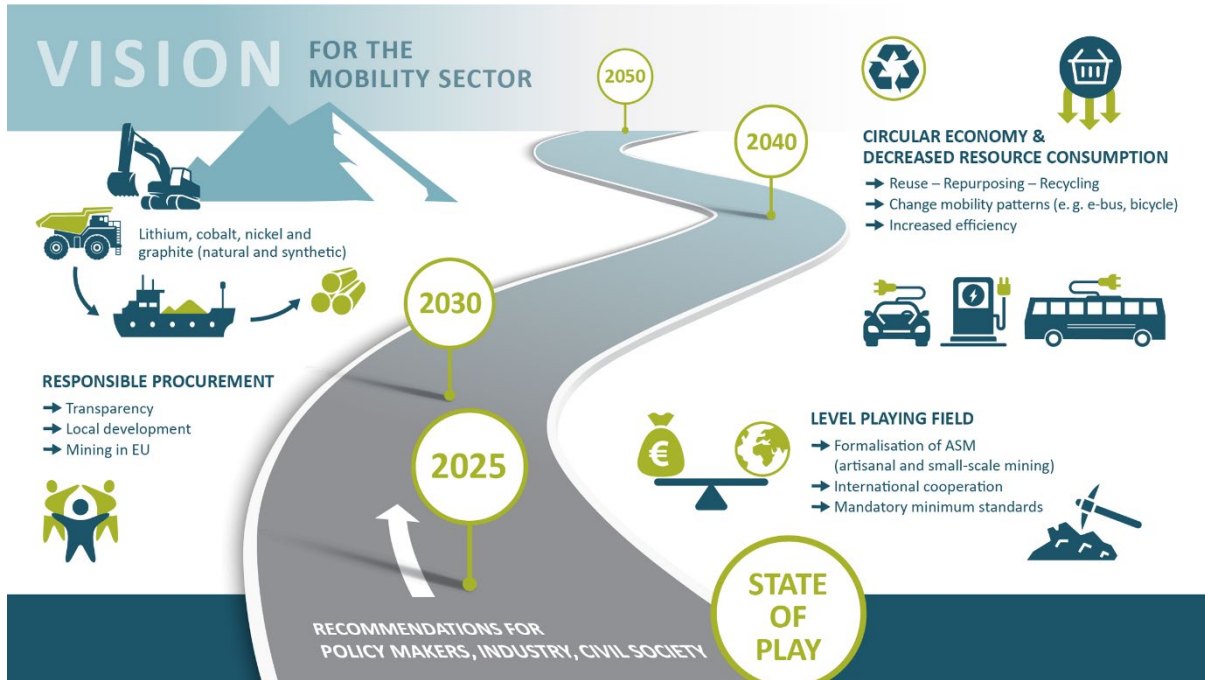 VISION
FOR THE
MOBILITY SECTOR
2050
2040
2030
2025
Lithium, cobalt, nickel and
graphite (natural and synthetic)
RESPONSIBLE PROCUREMENT
Transparency
Local development
Mining in EU
CIRCULAR ECONOMY &
DECREASED RESOURCE CONSUMPTION
Reuse – Repurposing – Recycling
Change mobility patterns (e. g. e-bus, bicycle)
Increased efficiency
€
LEVEL PLAYING FIELD
Formalisation of ASM
(artisanal and small-scale mining)
International cooperation
Mandatory minimum standards
STATE
OF
PLAY
RECOMMENDATIONS FOR
POLICY MAKERS, INDUSTRY, CIVIL SOCIETY